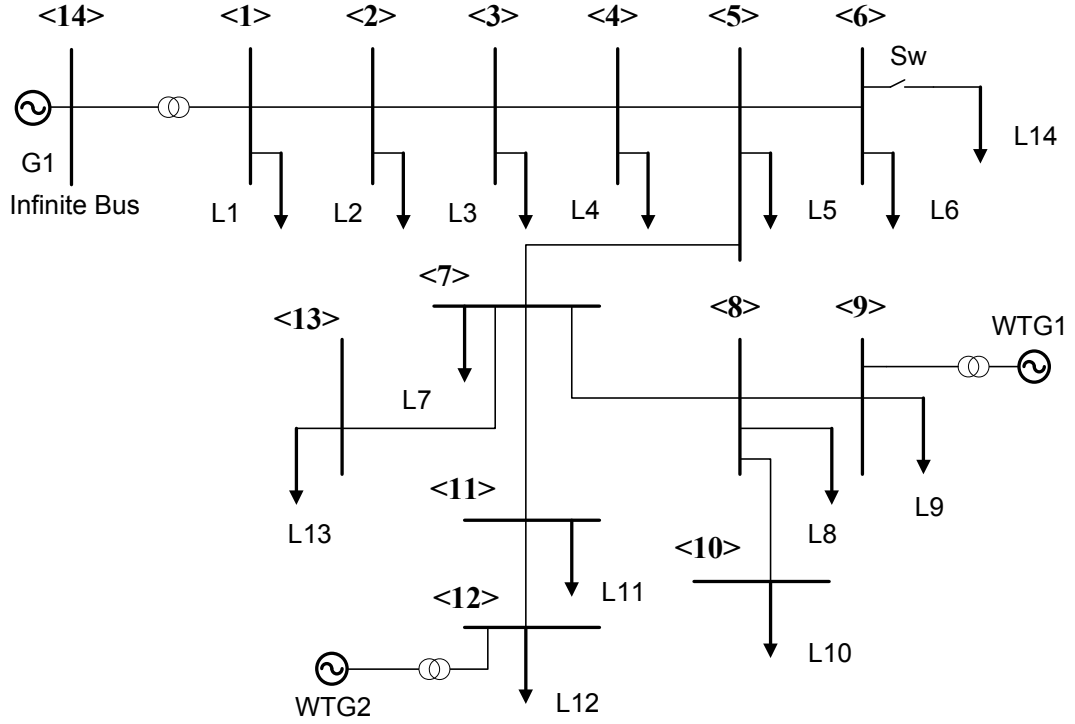 <14> <1> <2> <3> <4> <5> <6>
Sw
G1
L14
Infinite Bus
L1 L2 L3 L4 L5 L6
<7>
<13> <8> <9>
WTG1
L7
<11>
L13 L8 L9
<10>
L11
<12>
L10
WTG2 L12